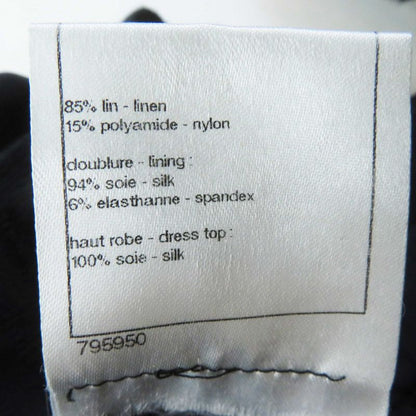 85% lin - linen
15% polyamide - nylon
doublure - lining :
94% soie - silk
6% elasthanne - spandex
haut robe - dress top :
100% soie - silk
795950